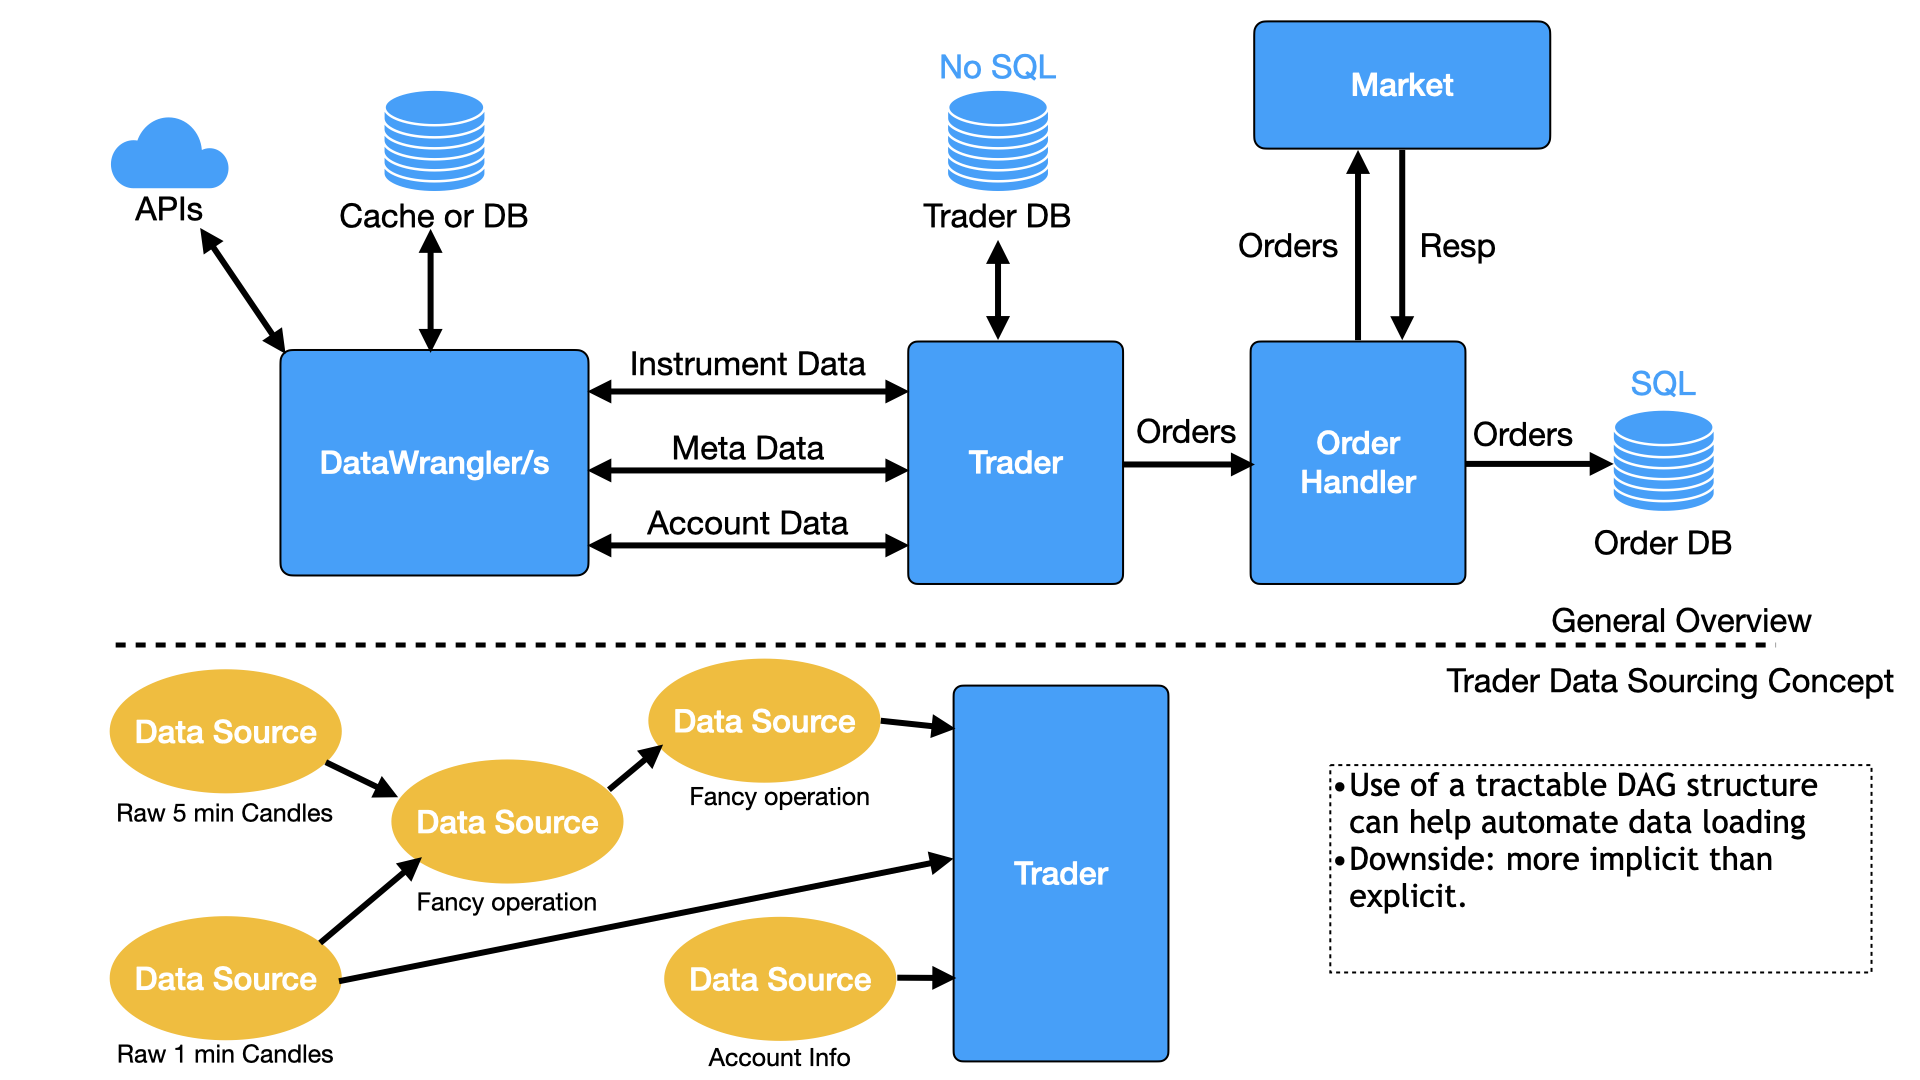 No SQL
Market
APIs
Cache or DB
Trader DB
Orders
Resp
Instrument Data
Meta Data
Account Data
DataWrangler/s
Trader
Orders
Order
Handler
Orders
SQL
Order DB
General Overview
Trader Data Sourcing Concept
Data Source
Raw 5 min Candles
Data Source
Fancy operation
Data Source
Fancy operation
Data Source
Raw 1 min Candles
Data Source
Account Info
Trader
•Use of a tractable DAG structure
can help automate data loading
•Downside: more implicit than
explicit.